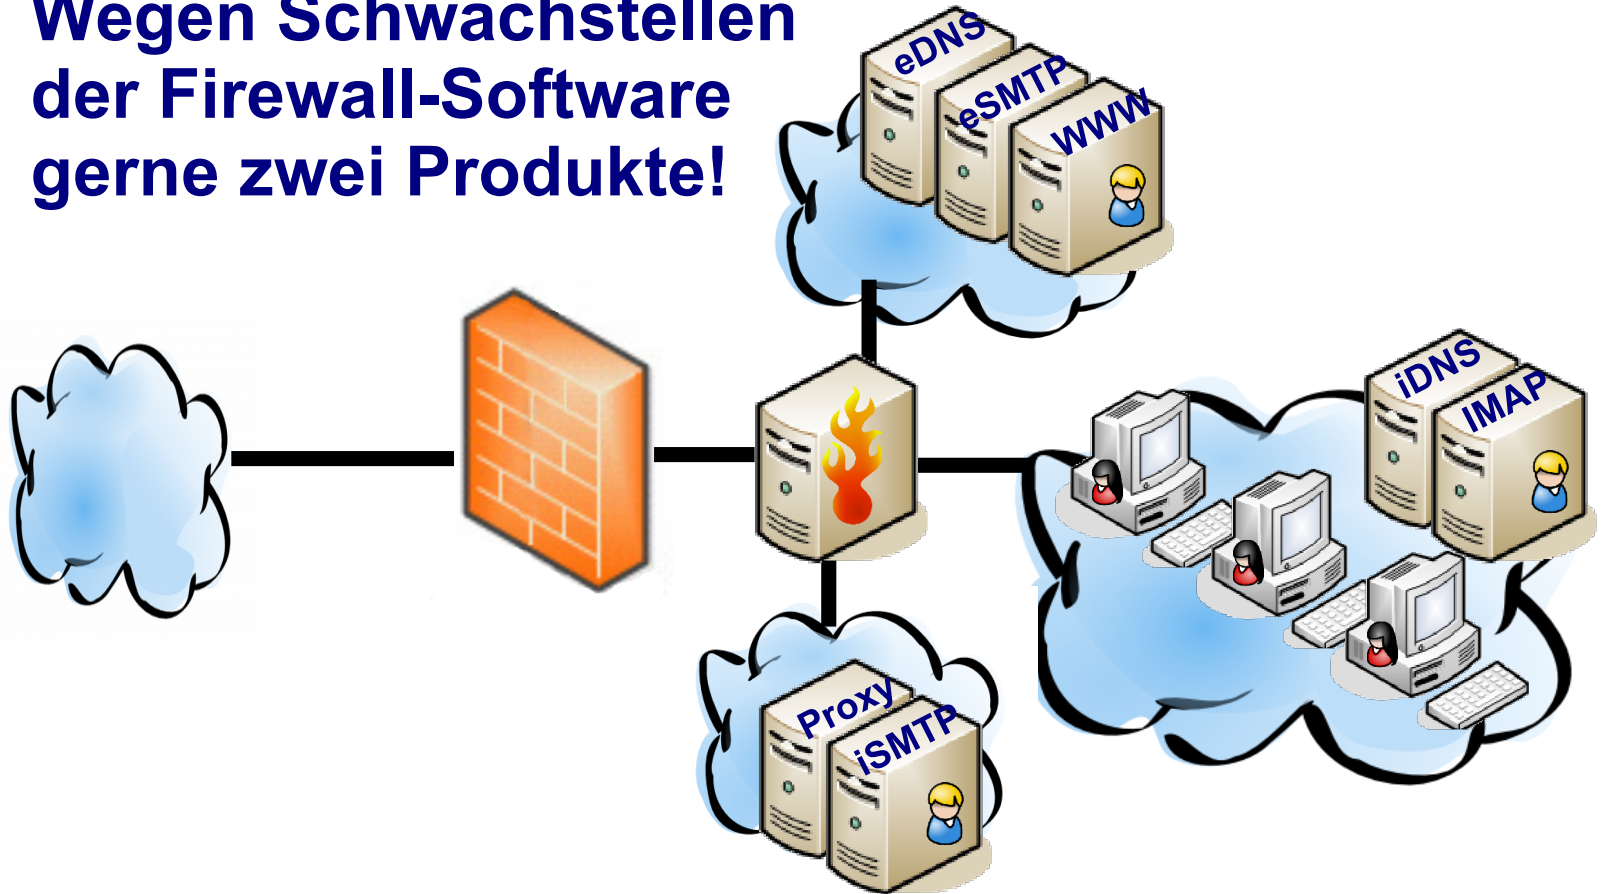 Wegen Schwachstellen
der Firewall-Software
gerne zwei Produkte!
eDNS
eSMTP
WWW
iDNS
IMAP
Proxy
iSMTP